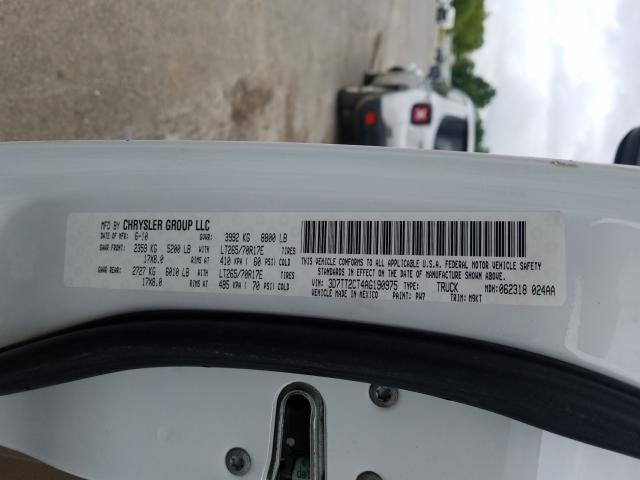 MFD BY CHRYSLER GROUP LLC
DATE OF MFR: 6-10 GVWR: 3992 KG 8800 LB
GAWR FRONT: 2359 KG 5200 LB LT265/70R17E TIRES
17X8.0 RIMS AT 410 KPA ( 60 PSI) COLD
GAWR REAR: 2727 KG 6010 LB LT265/70R17E TIRES
17X8.0 RIMS AT 485 KPA ( 70 PSI) COLD
THIS VEHICLE CONFORMS TO ALL APPLICABLE U.S.A. FEDERAL MOTOR VEHICLE SAFETY
STANDARDS IN EFFECT ON THE DATE OF MANUFACTURE SHOWN ABOVE.
VIN: 3D7TT2CT4AG190975 TYPE: TRUCK MDH: 062318 024AA
VEHICLE MADE IN MEXICO PAINT: PW7 TRIM: M9KT